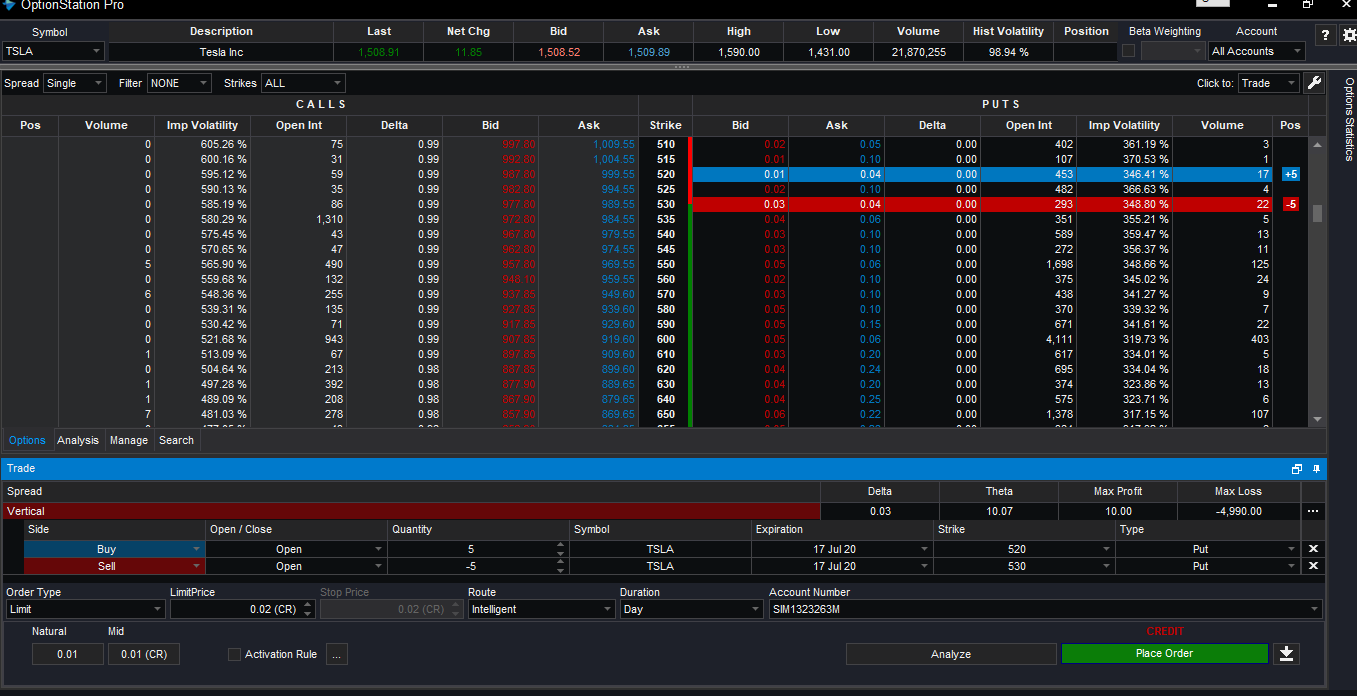 OptionStation Pro
Symbol Description Last Net Chg Bid Ask High Low Volume Hist Volatility Position Beta Weighting Account
TSLA Tesla Inc 1,508.91 11.85 1,508.52 1,509.89 1,590.00 1,431.00 21,870,255 98.94 % All Accounts ?
Spread Single Filter NONE Strikes ALL Click to: Trade
Options Statistics
CALLS PUTS
Pos Volume Imp Volatility Open Int Delta Bid Ask Strike Bid Ask Delta Open Int Imp Volatility Volume Pos
0 605.26 % 75 0.99 997.80 1,009.55 510 0.02 0.05 0.00 402 361.19 % 3
0 600.16 % 31 0.99 992.80 1,004.55 515 0.01 0.10 0.00 107 370.53 % 1
0 595.12 % 59 0.99 987.80 999.55 520 0.01 0.04 0.00 453 346.41 % 17 +5
0 590.13 % 35 0.99 982.80 994.55 525 0.02 0.10 0.00 482 366.63 % 4
0 585.19 % 86 0.99 977.80 989.55 530 0.03 0.04 0.00 293 348.80 % 22 -5
0 580.29 % 1,310 0.99 972.80 984.55 535 0.04 0.06 0.00 351 355.21 % 5
0 575.45 % 43 0.99 967.80 979.55 540 0.03 0.10 0.00 589 359.47 % 13
0 570.65 % 47 0.99 962.80 974.55 545 0.03 0.10 0.00 272 356.37 % 11
5 565.90 % 490 0.99 957.60 969.55 550 0.05 0.06 0.00 1,698 348.66 % 125
0 559.68 % 132 0.99 948.10 959.55 560 0.02 0.10 0.00 375 345.02 % 24
6 548.36 % 255 0.99 937.85 949.60 570 0.03 0.10 0.00 438 341.27 % 9
0 539.31 % 135 0.99 927.85 939.60 580 0.05 0.10 0.00 370 339.32 % 7
0 530.42 % 71 0.99 917.85 929.60 590 0.05 0.15 0.00 671 341.61 % 22
0 521.68 % 943 0.99 907.85 919.60 600 0.05 0.06 0.00 4,111 319.73 % 403
1 513.09 % 67 0.99 897.85 909.60 610 0.03 0.20 0.00 617 334.01 % 5
0 504.64 % 213 0.98 887.85 899.60 620 0.04 0.24 0.00 695 334.04 % 18
1 497.28 % 392 0.98 877.90 889.65 630 0.04 0.20 0.00 374 323.86 % 13
1 489.09 % 208 0.98 867.90 879.65 640 0.04 0.25 0.00 575 323.71 % 6
7 481.03 % 278 0.98 857.90 869.65 650 0.06 0.22 0.00 1,378 317.15 % 107
Options Analysis Manage Search
Trade
Spread Delta Theta Max Profit Max Loss
Vertical 0.03 10.07 10.00 -4,990.00 ...
Side Open / Close Quantity Symbol Expiration Strike Type
Buy Open 5 TSLA 17 Jul 20 520 Put
Sell Open -5 TSLA 17 Jul 20 530 Put
Order Type LimitPrice Stop Price Route Duration Account Number
Limit 0.02 (CR) 0.02 (CR) Intelligent Day SIM1323263M
Natural Mid CREDIT
0.01 0.01 (CR) Activation Rule ... Analyze Place Order